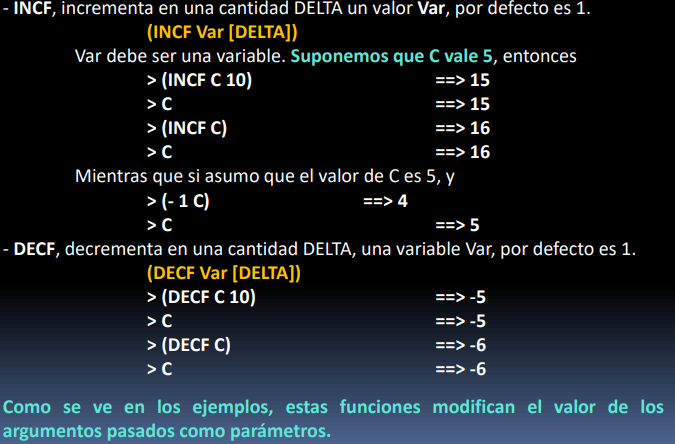 - INCF, incrementa en una cantidad DELTA un valor Var, por defecto es 1.
(INCF Var [DELTA])
Var debe ser una variable. Suponemos que C vale 5, entonces
> (INCF C 10) ==> 15
> C ==> 15
> (INCF C) ==> 16
> C ==> 16
Mientras que si asumo que el valor de C es 5, y
> (- 1 C) ==> 4
> C ==> 5
- DECF, decrementa en una cantidad DELTA, una variable Var, por defecto es 1.
(DECF Var [DELTA])
> (DECF C 10) ==> -5
> C ==> -5
> (DECF C) ==> -6
> C ==> -6
Como se ve en los ejemplos, estas funciones modifican el valor de los
argumentos pasados como parámetros.